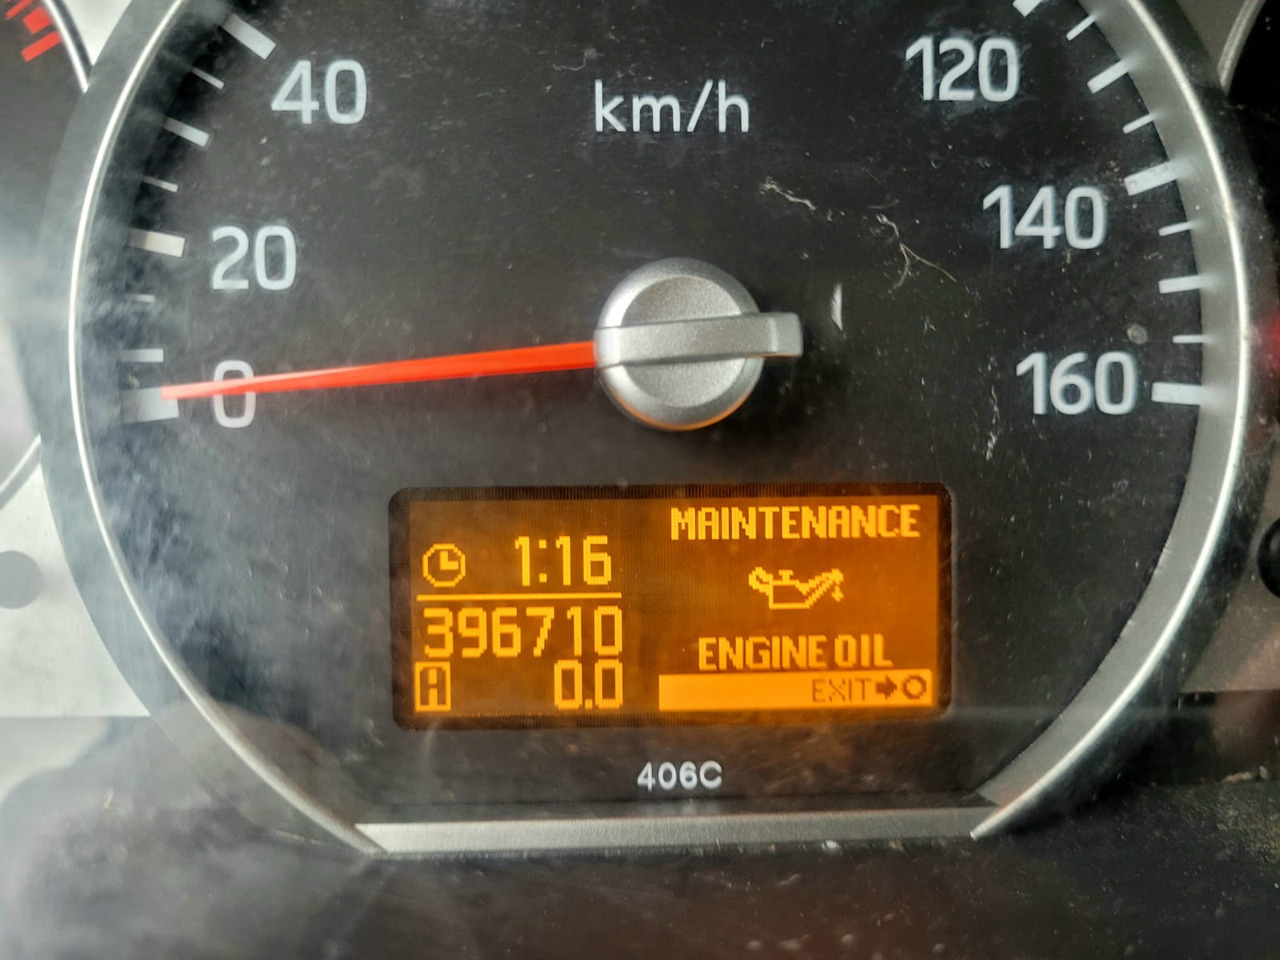 40
km/h
120
20
140
0
160
1:16
396710
A 0.0
MAINTENANCE
ENGINE OIL
EXIT➔O
406C